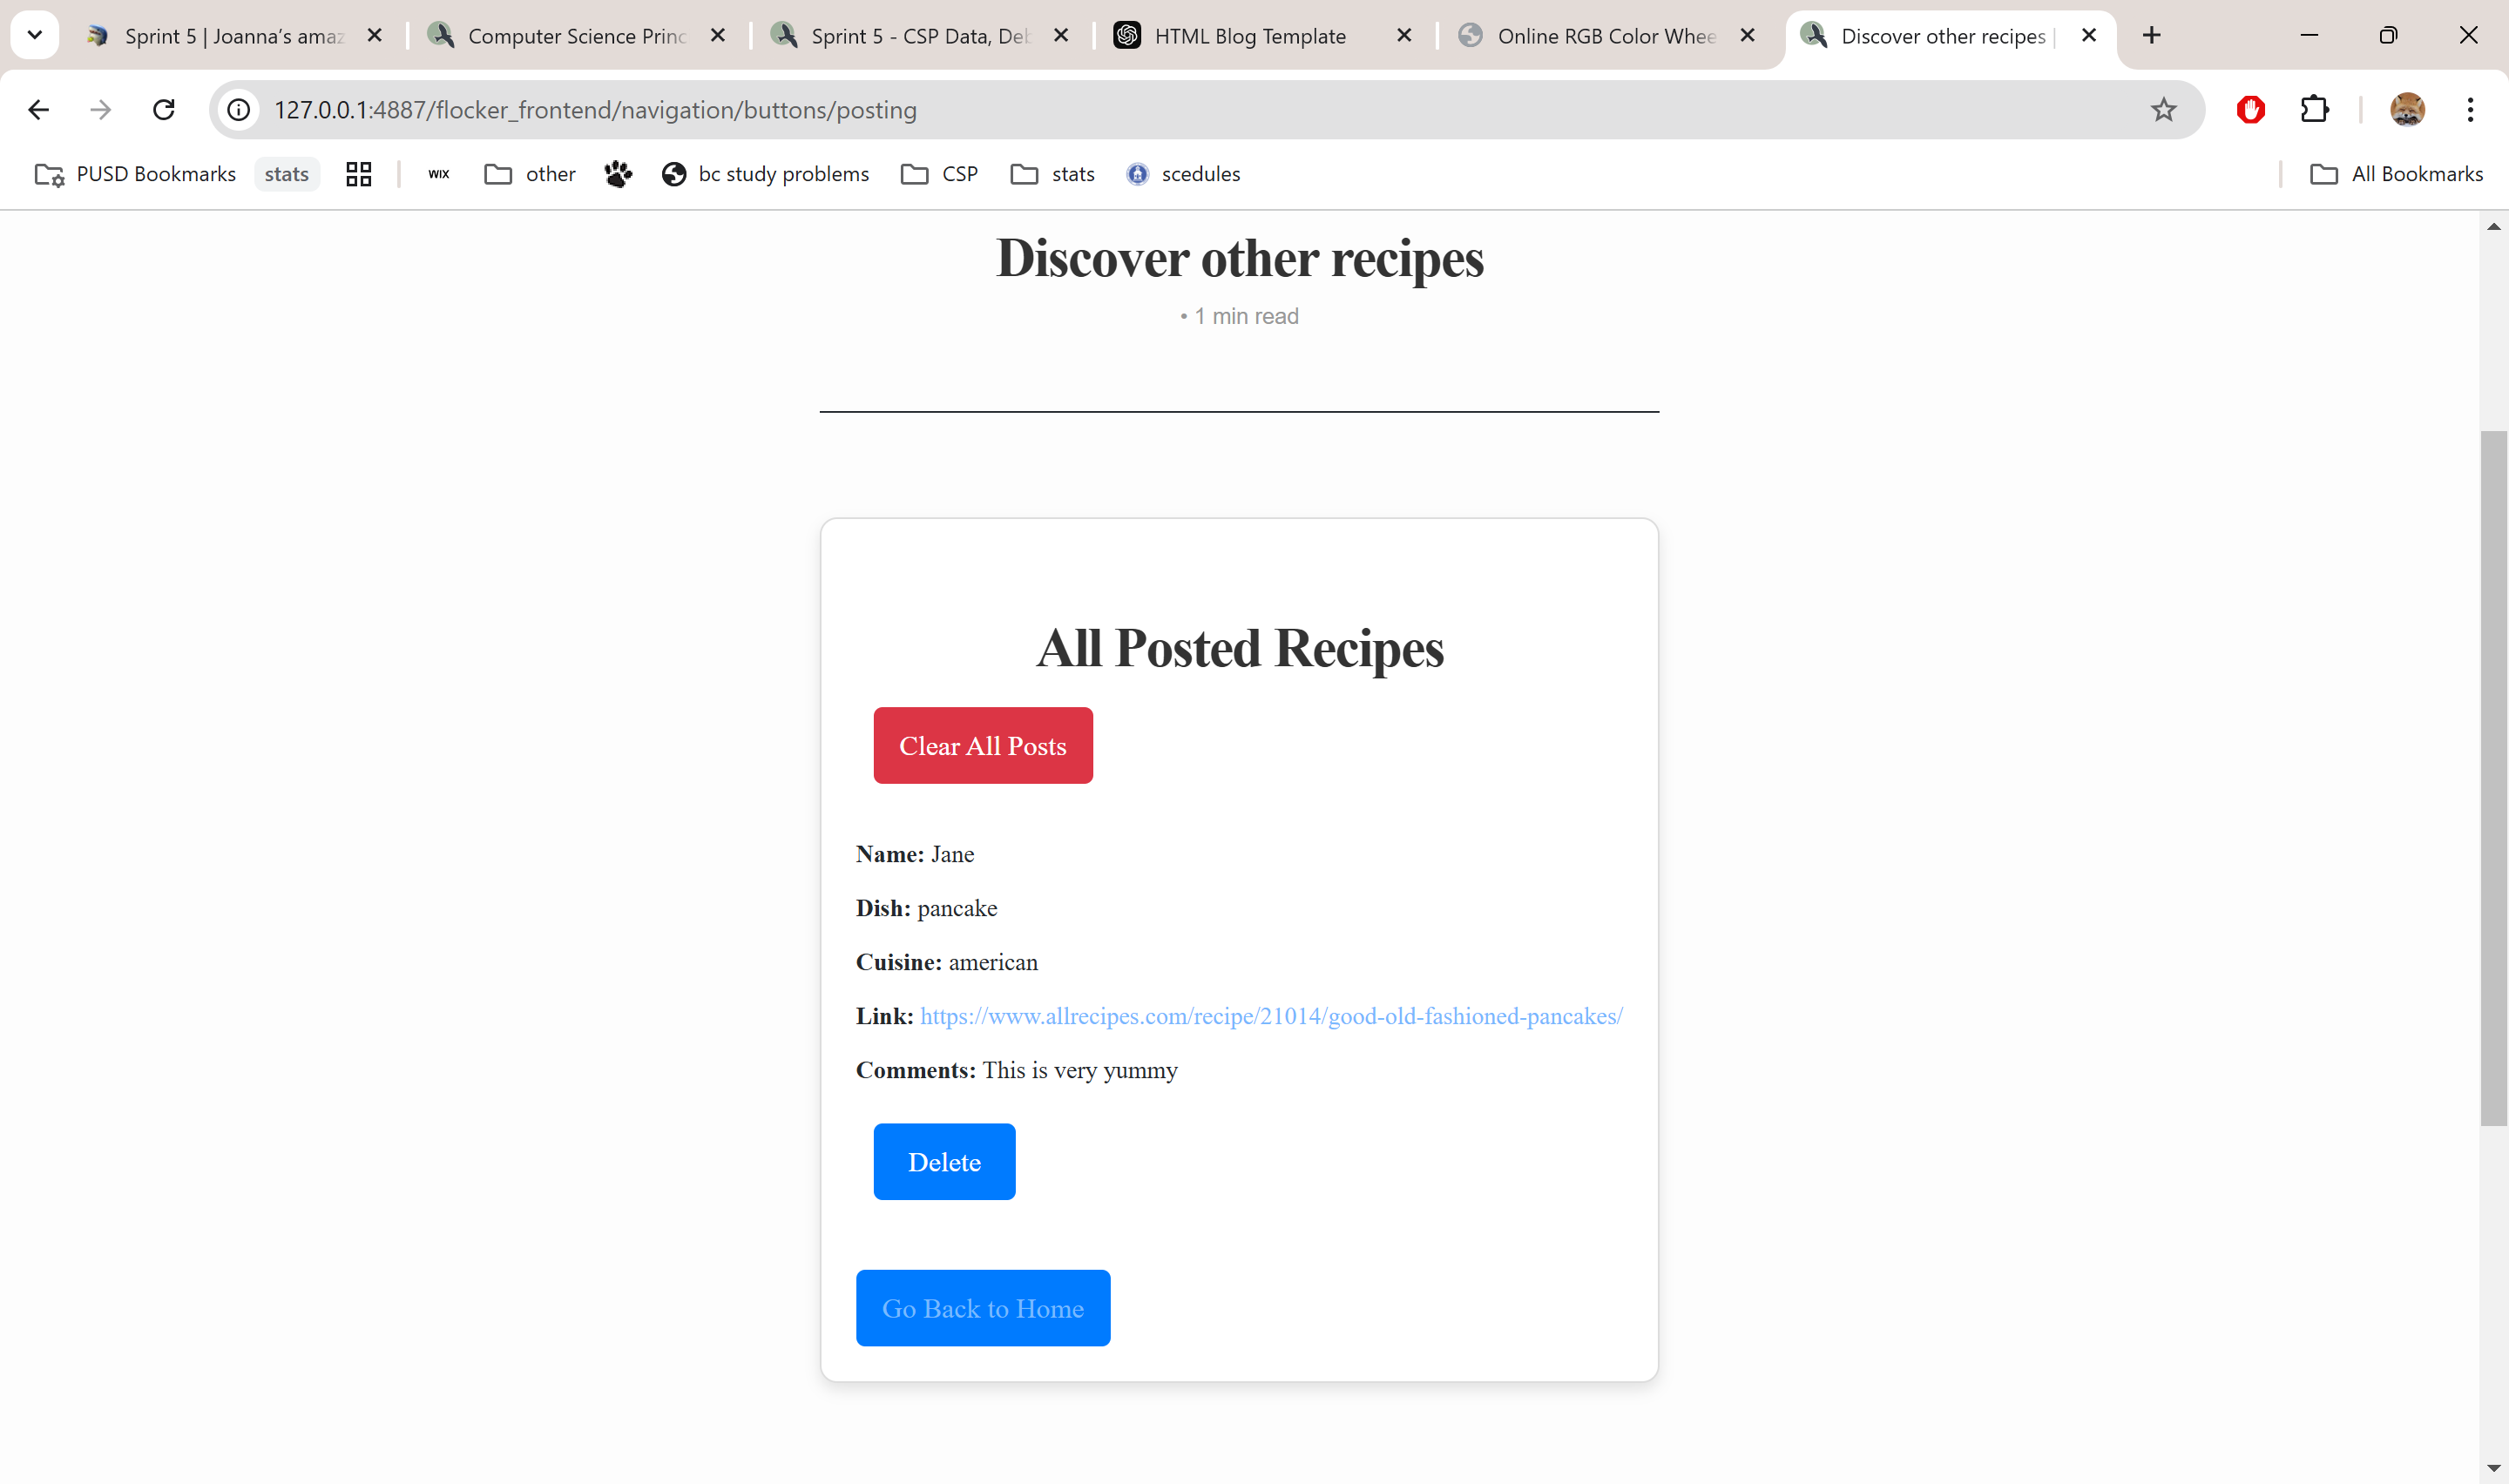 Sprint 5 | Joanna's amaz
Computer Science Princ
Sprint 5 - CSP Data, Deb
HTML Blog Template
Online RGB Color Whee
Discover other recipes |
127.0.0.1:4887/flocker_frontend/navigation/buttons/posting
PUSD Bookmarks stats WIX other bc study problems CSP stats scedules All Bookmarks
Discover other recipes
• 1 min read
All Posted Recipes
Clear All Posts
Name: Jane
Dish: pancake
Cuisine: american
Link: https://www.allrecipes.com/recipe/21014/good-old-fashioned-pancakes/
Comments: This is very yummy
Delete
Go Back to Home